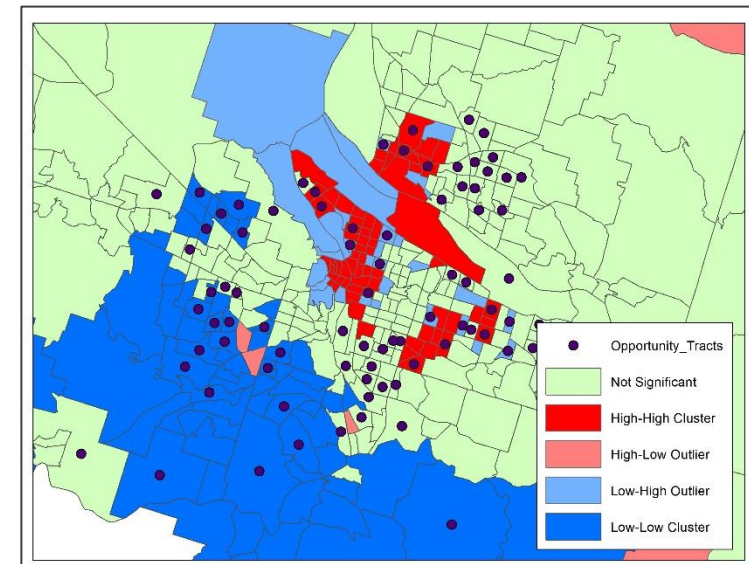 Opportunity_Tracts
Not Significant
High-High Cluster
High-Low Outlier
Low-High Outlier
Low-Low Cluster